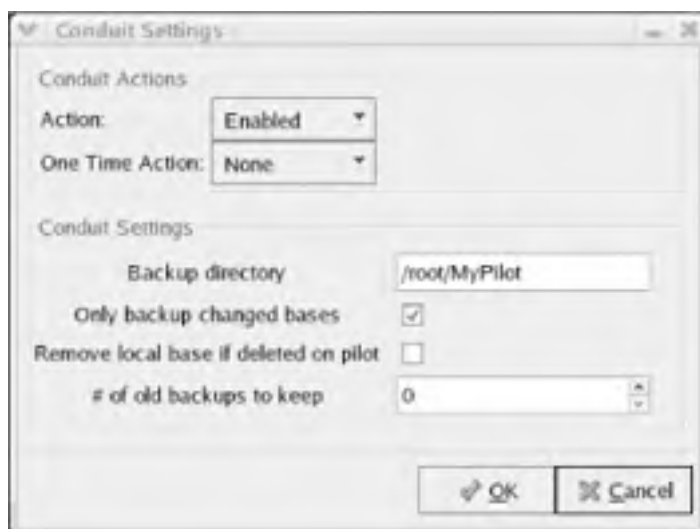 Conduit Settings
Conduit Actions
Action: Enabled
One Time Action: None
Conduit Settings
Backup directory /root/MyPilot
Only backup changed bases
Remove local base if deleted on pilot
# of old backups to keep 0
OK Cancel